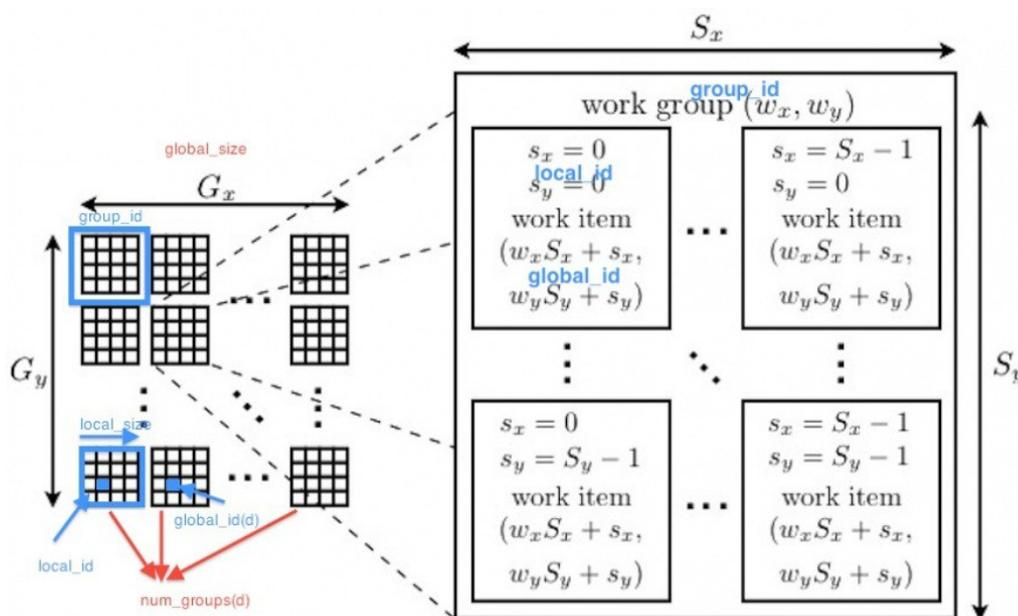 S_x
group_id
work group (w_x, w_y)
global_size
G_x
group_id
G_y
local_size
local_id
global_id(d)
num_groups(d)
s_x = 0
local_id
s_y = 0
work item
(w_xS_x + s_x,
global_id
w_yS_y + s_y)
s_x = S_x − 1
s_y = 0
work item
(w_xS_x + s_x,
w_yS_y + s_y)
S_y
s_x = 0
s_y = S_y − 1
work item
(w_xS_x + s_x,
w_yS_y + s_y)
s_x = S_x − 1
s_y = S_y − 1
work item
(w_xS_x + s_x,
w_yS_y + s_y)